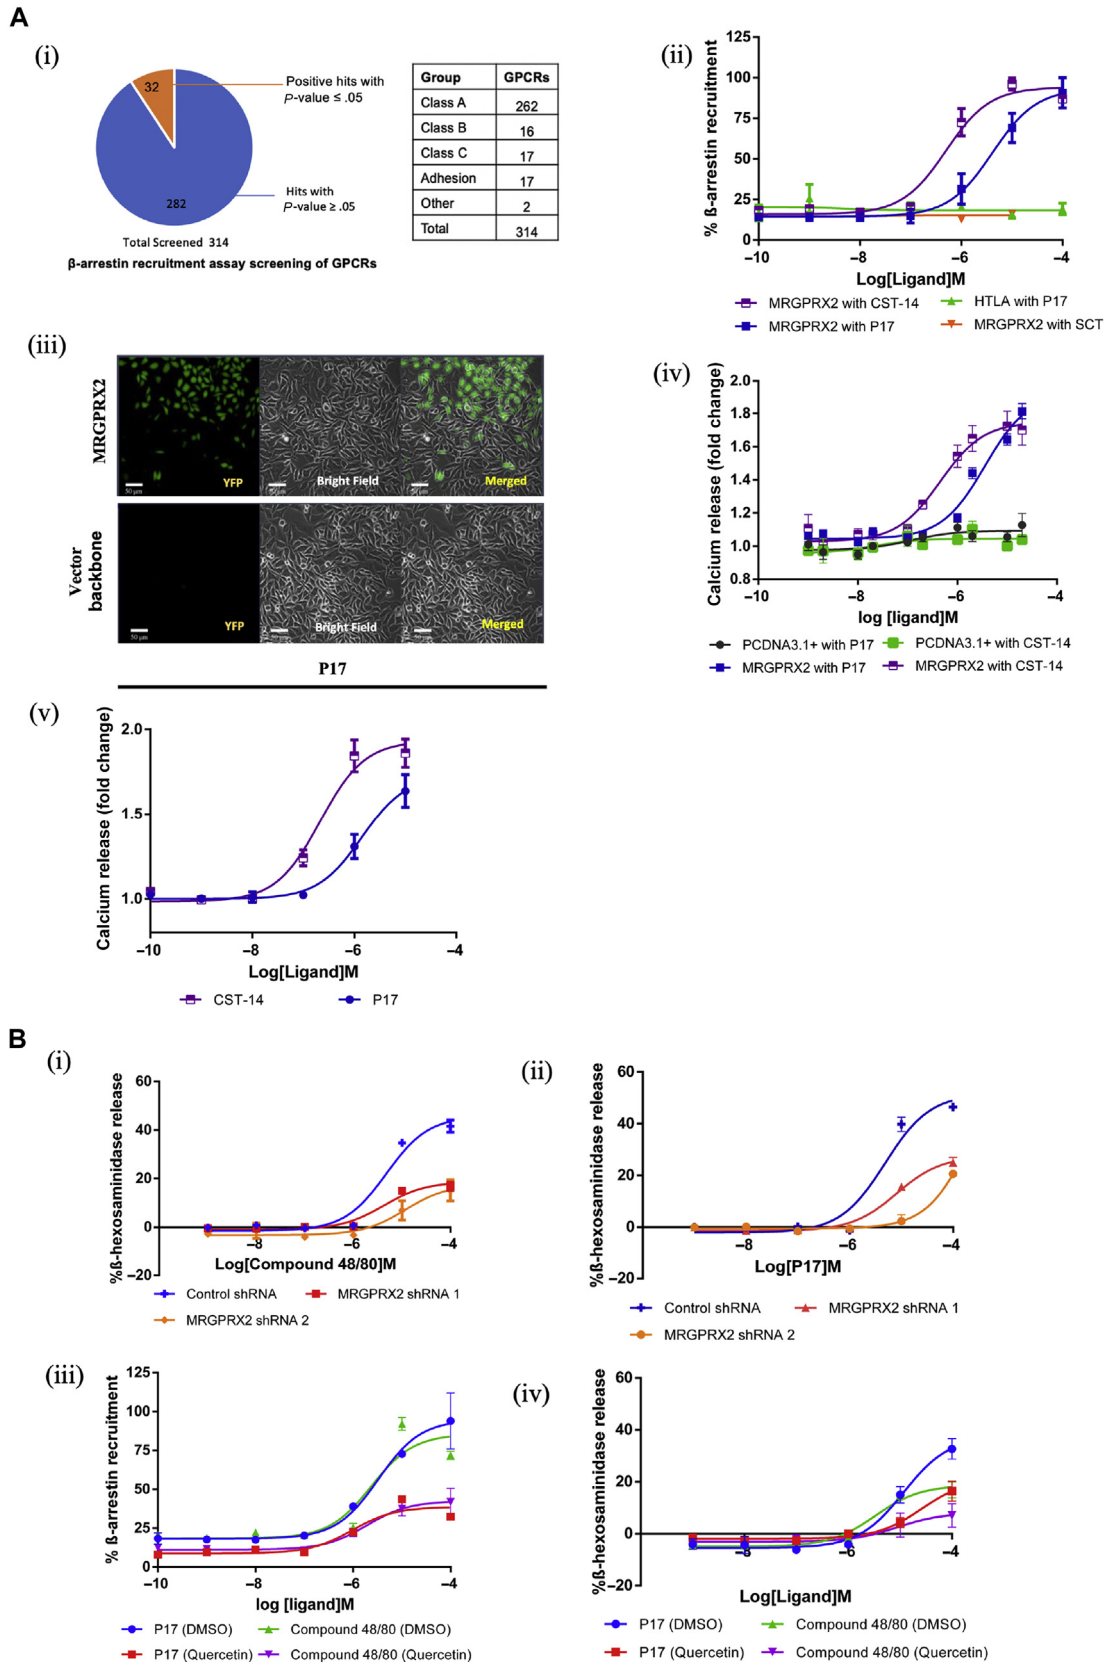 A
(i)
32
282
Positive hits with
P-value ≤ .05
Hits with
P-value ≥ .05
Total Screened 314
β-arrestin recruitment assay screening of GPCRs
Group GPCRs
Class A 262
Class B 16
Class C 17
Adhesion 17
Other 2
Total 314
(ii)
% ß-arrestin recruitment
125
100
75
50
25
0
–10 –8 –6 –4
Log[Ligand]M
MRGPRX2 with CST-14 HTLA with P17
MRGPRX2 with P17 MRGPRX2 with SCT
(iii)
MRGPRX2
50 µm YFP Bright Field Merged
Vector
backbone
50 µm YFP Bright Field Merged
P17
(iv)
Calcium release (fold change)
2.0
1.8
1.6
1.4
1.2
1.0
0.8
–10 –8 –6 –4
log [ligand]M
PCDNA3.1+ with P17 PCDNA3.1+ with CST-14
MRGPRX2 with P17 MRGPRX2 with CST-14
(v)
Calcium release (fold change)
2.0
1.5
1.0
–10 –8 –6 –4
Log[Ligand]M
CST-14 P17
B
(i)
%ß-hexosaminidase release
60
40
20
0
–20
–8 –6 –4
Log[Compound 48/80]M
Control shRNA MRGPRX2 shRNA 1
MRGPRX2 shRNA 2
(ii)
%ß-hexosaminidase release
60
40
20
0
–20
–8 –6 –4
Log[P17]M
Control shRNA MRGPRX2 shRNA 1
MRGPRX2 shRNA 2
(iii)
% ß-arrestin recruitment
125
100
75
50
25
0
–10 –8 –6 –4
log [ligand]M
P17 (DMSO) Compound 48/80 (DMSO)
P17 (Quercetin) Compound 48/80 (Quercetin)
(iv)
%ß-hexosaminidase release
60
40
20
0
–20
–8 –6 –4
Log[Ligand]M
P17 (DMSO) Compound 48/80 (DMSO)
P17 (Quercetin) Compound 48/80 (Quercetin)